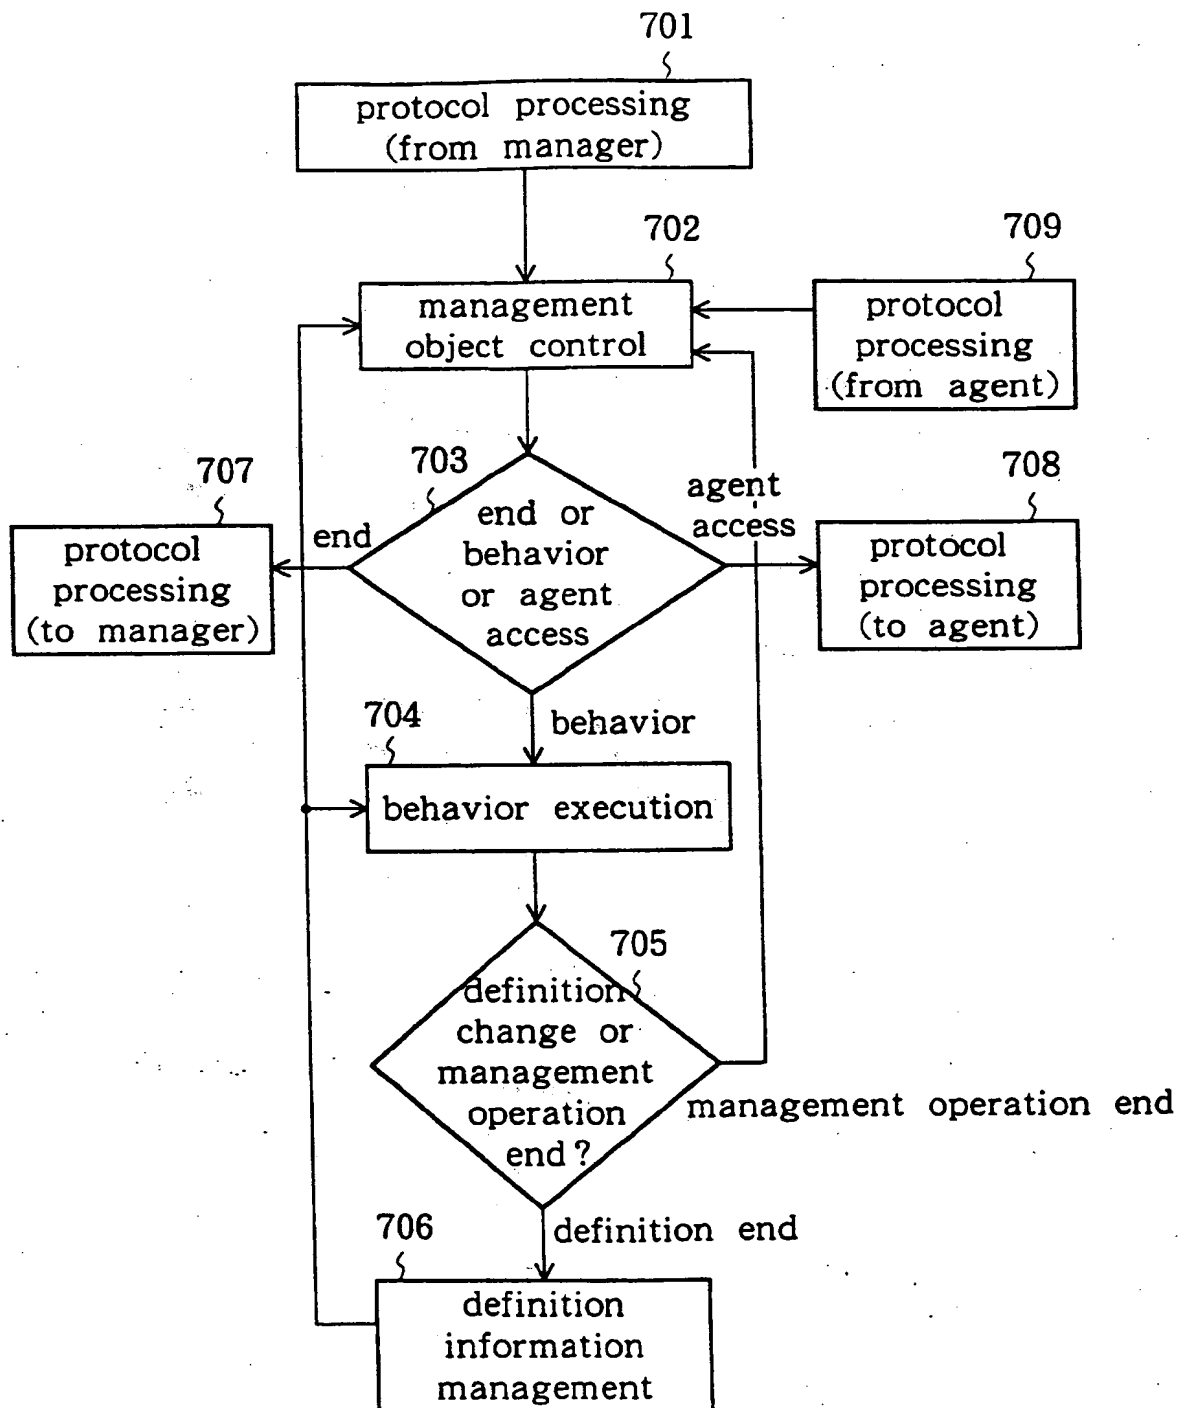 701
protocol processing
(from manager)
702
709
management
object control
protocol
processing
(from agent)
703
707
708
agent
access
end
end or
behavior
or agent
access
protocol
processing
(to manager)
protocol
processing
(to agent)
704
behavior
behavior execution
705
definition
change or
management
operation
end?
management operation end
706
definition end
definition
information
management